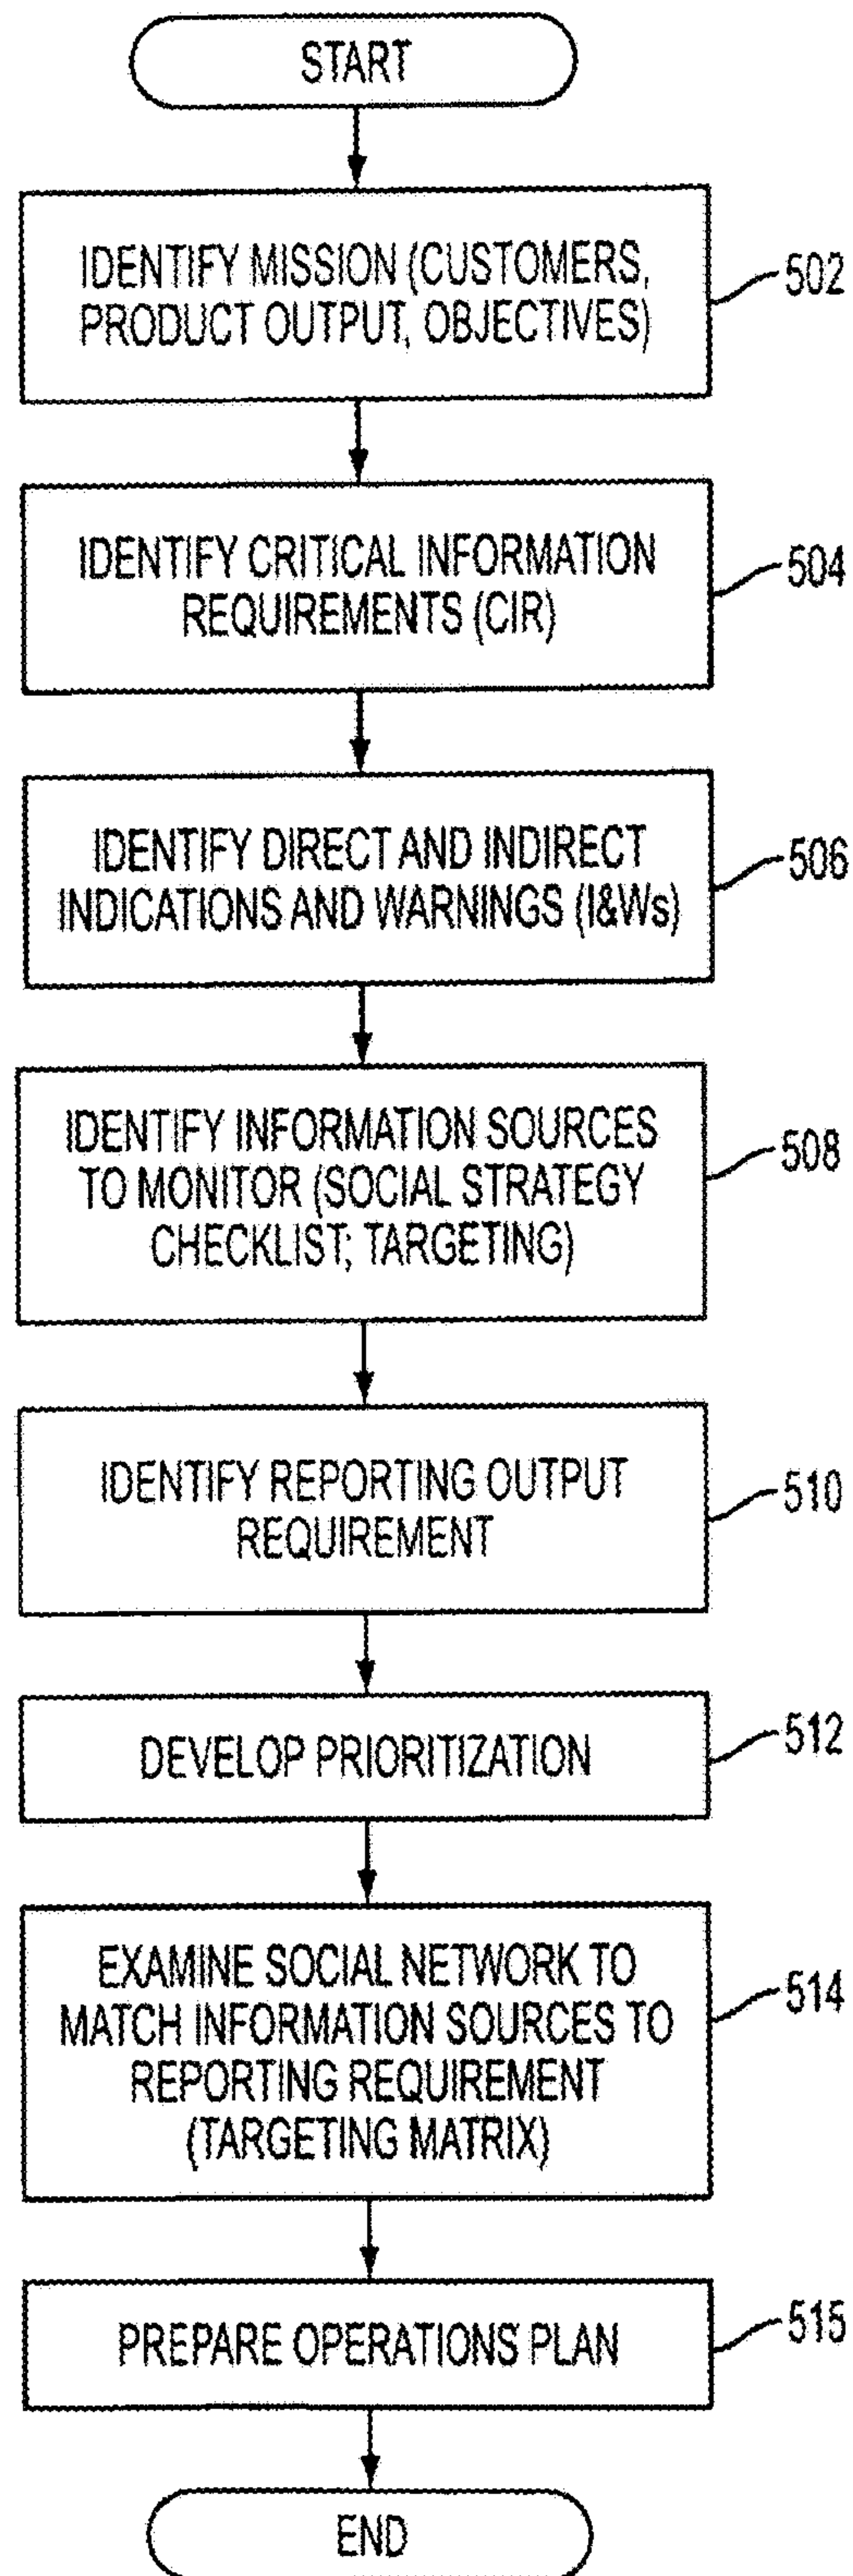 START
IDENTIFY MISSION (CUSTOMERS,
PRODUCT OUTPUT, OBJECTIVES)
502
IDENTIFY CRITICAL INFORMATION
REQUIREMENTS (CIR)
504
IDENTIFY DIRECT AND INDIRECT
INDICATIONS AND WARNINGS (I&Ws)
506
IDENTIFY INFORMATION SOURCES
TO MONITOR (SOCIAL STRATEGY
CHECKLIST; TARGETING)
508
IDENTIFY REPORTING OUTPUT
REQUIREMENT
510
DEVELOP PRIORITIZATION
512
EXAMINE SOCIAL NETWORK TO
MATCH INFORMATION SOURCES TO
REPORTING REQUIREMENT
(TARGETING MATRIX)
514
PREPARE OPERATIONS PLAN
515
END